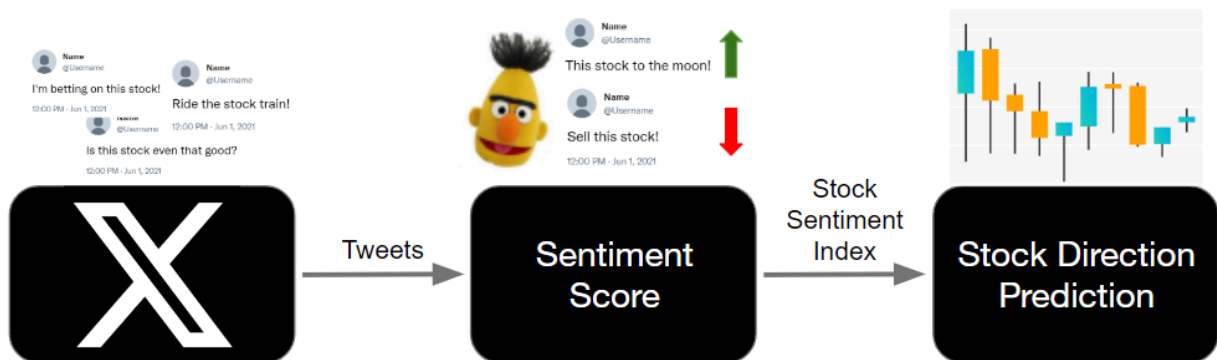 Name
@Username
I'm betting on this stock!
12:00 PM - Jun 1, 2021
Name
@Username
Ride the stock train!
12:00 PM - Jun 1, 2021
Name
@Username
Is this stock even that good?
12:00 PM - Jun 1, 2021
X
Tweets
Name
@Username
This stock to the moon!
Name
@Username
Sell this stock!
12:00 PM - Jun 1, 2021
Sentiment
Score
Stock
Sentiment
Index
Stock Direction
Prediction